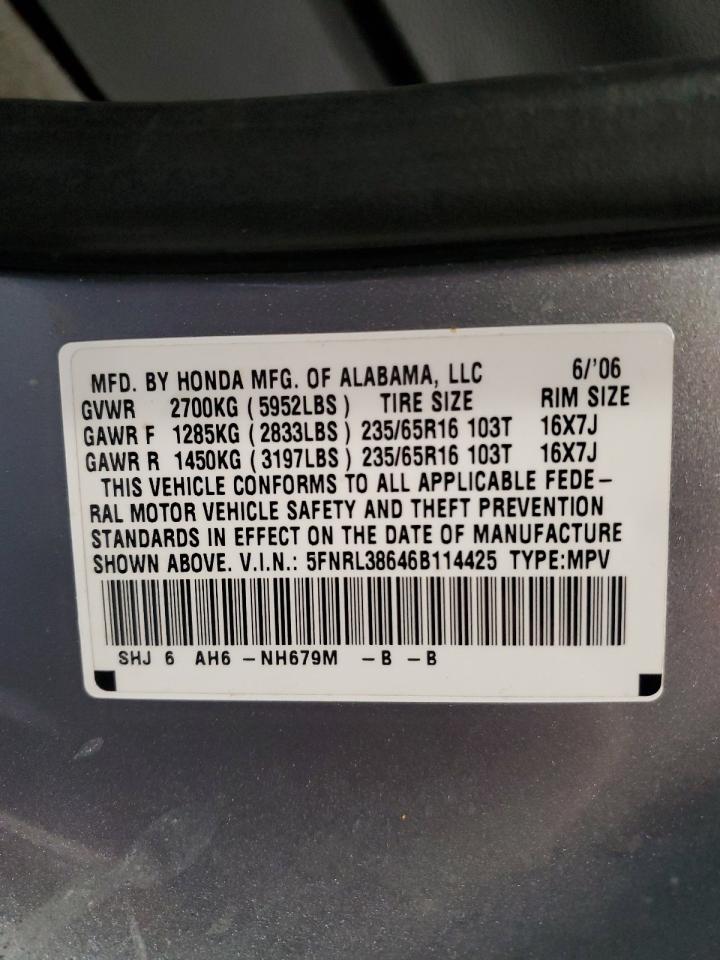 MFD. BY HONDA MFG. OF ALABAMA, LLC 6/'06
GVWR 2700KG (5952LBS) TIRE SIZE RIM SIZE
GAWR F 1285KG (2833LBS) 235/65R16 103T 16X7J
GAWR R 1450KG (3197LBS) 235/65R16 103T 16X7J
THIS VEHICLE CONFORMS TO ALL APPLICABLE FEDE-
RAL MOTOR VEHICLE SAFETY AND THEFT PREVENTION
STANDARDS IN EFFECT ON THE DATE OF MANUFACTURE
SHOWN ABOVE. V.I.N.: 5FNRL38646B114425 TYPE:MPV
SHJ 6 AH6 -NH679M -B -B